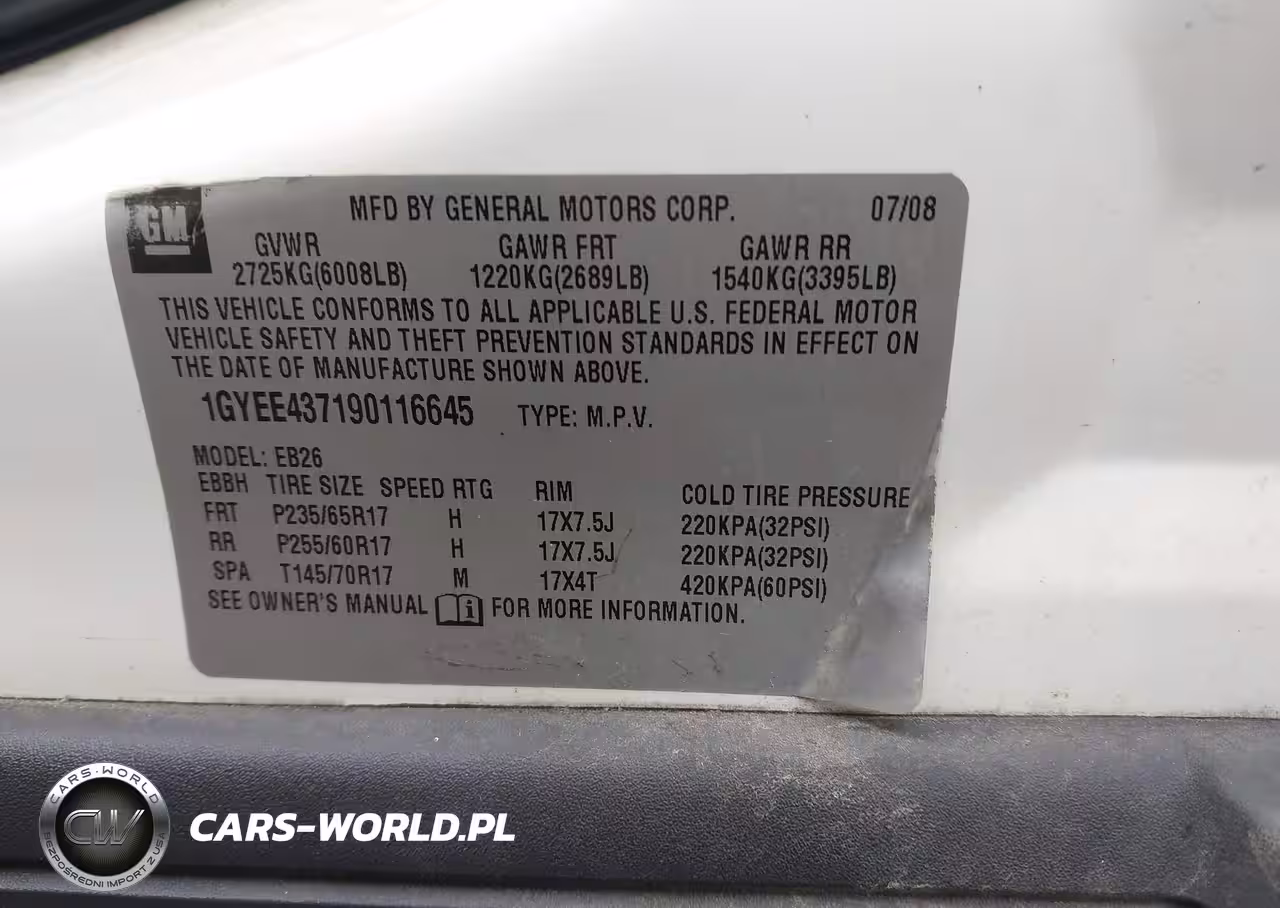 GM MFD BY GENERAL MOTORS CORP. 07/08
GVWR GAWR FRT GAWR RR
2725KG(6008LB) 1220KG(2689LB) 1540KG(3395LB)
THIS VEHICLE CONFORMS TO ALL APPLICABLE U.S. FEDERAL MOTOR
VEHICLE SAFETY AND THEFT PREVENTION STANDARDS IN EFFECT ON
THE DATE OF MANUFACTURE SHOWN ABOVE.
1GYEE437190116645 TYPE: M.P.V.
MODEL: EB26
EBBH TIRE SIZE SPEED RTG RIM COLD TIRE PRESSURE
FRT P235/65R17 H 17X7.5J 220KPA(32PSI)
RR P255/60R17 H 17X7.5J 220KPA(32PSI)
SPA T145/70R17 M 17X4T 420KPA(60PSI)
SEE OWNER'S MANUAL i FOR MORE INFORMATION.
CARS-WORLD
CW
BEZPOŚREDNI IMPORT Z USA
CARS-WORLD.PL